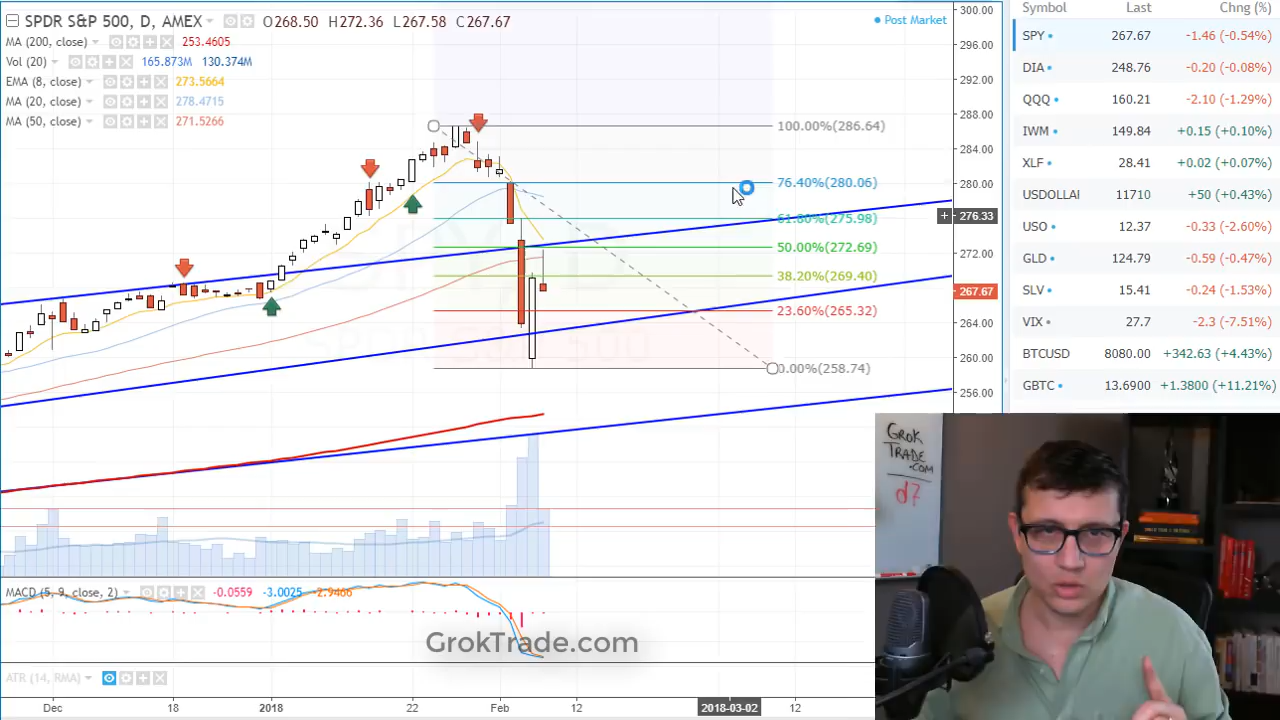 SPDR S&P 500, D, AMEX O268.50 H272.36 L267.58 C267.67
MA (200, close) 253.4605
Vol (20) 165.873M 130.374M
EMA (8, close) 273.5664
MA (20, close) 278.4715
MA (50, close) 271.5266
Post Market
300.00
296.00
292.00
288.00
284.00
280.00
276.33
272.00
267.67
264.00
260.00
256.00
100.00%(286.64)
76.40%(280.06)
61.80%(275.98)
50.00%(272.69)
38.20%(269.40)
23.60%(265.32)
0.00%(258.74)
MACD (5, 9, close, 2) -0.0559 -3.0025 -2.9466
GrokTrade.com
ATR (14, RMA)
Dec 18 2018 22 Feb 12 2018-03-02 12
Symbol Last Chng (%)
SPY 267.67 -1.46 (-0.54%)
DIA 248.76 -0.20 (-0.08%)
QQQ 160.21 -2.10 (-1.29%)
IWM 149.84 +0.15 (+0.10%)
XLF 28.41 +0.02 (+0.07%)
USDOLLAI 11710 +50 (+0.43%)
USO 12.37 -0.33 (-2.60%)
GLD 124.79 -0.59 (-0.47%)
SLV 15.41 -0.24 (-1.53%)
VIX 27.7 -2.3 (-7.51%)
BTCUSD 8080.00 +342.63 (+4.43%)
GBTC 13.6900 +1.3800 (+11.21%)
GROK
TRADE
.COM
d?